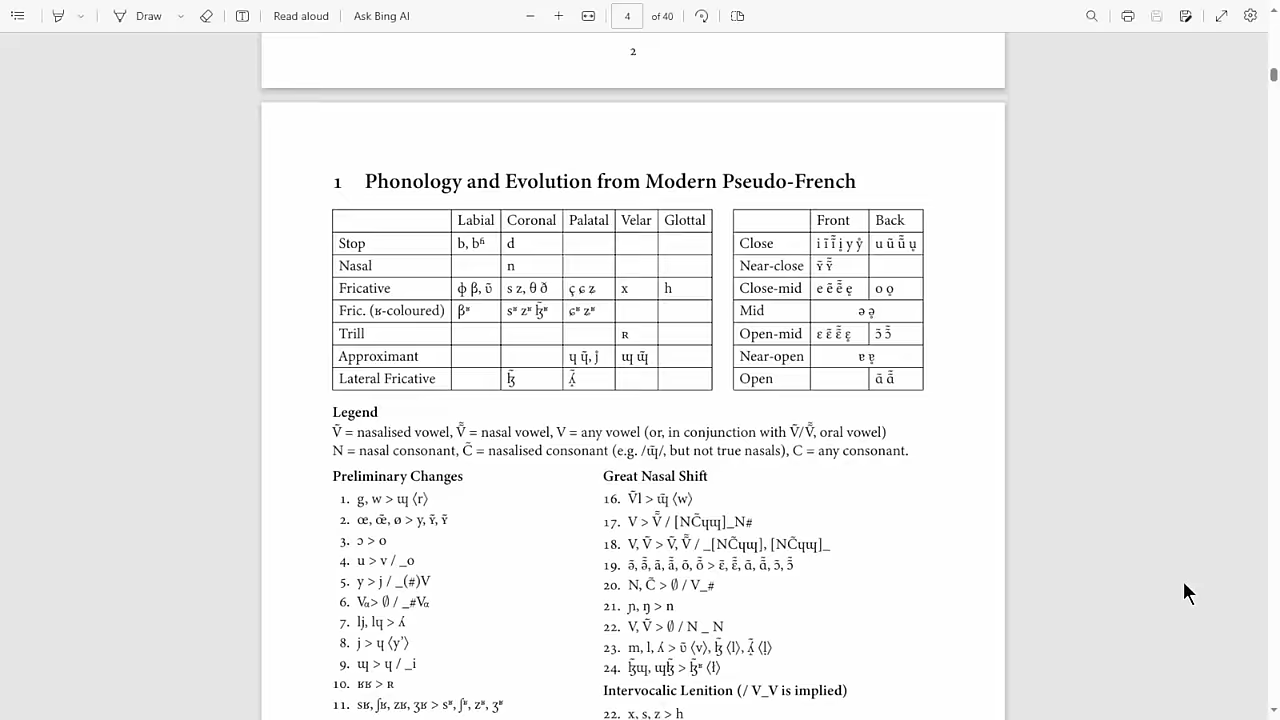 Draw
Read aloud
Ask Bing AI
4
of 40
2
1 Phonology and Evolution from Modern Pseudo-French
Labial Coronal Palatal Velar Glottal
Stop b, bʱ d
Nasal n
Fricative ɸ β, ʋ̃ s z, θ ð ç ɕ ʑ x h
Fric. (ʁ-coloured) βʶ sʶ zʶ ɮ̃ʶ ɕʶ ʑʶ
Trill ʀ
Approximant ɥ ɥ̃, j̊ ɰ ɰ̃
Lateral Fricative ɮ̃ ʎ̝̃
Front Back
Close i ĩ ĩ̃ i̥ y ẙ u ũ ũ̃ u̥
Near-close ʏ̃ ʏ̃̃
Close-mid e ẽ ẽ̃ e̥ o o̥
Mid ə ə̥
Open-mid ɛ ɛ̃ ɛ̃̃ ɛ̥ ɔ̃ ɔ̃̃
Near-open ɐ ɐ̥
Open ɑ̃ ɑ̃̃
Legend
Ṽ = nasalised vowel, Ṽ̃ = nasal vowel, V = any vowel (or, in conjunction with Ṽ/Ṽ̃, oral vowel)
N = nasal consonant, C̃ = nasalised consonant (e.g. /ɰ̃/, but not true nasals), C = any consonant.
Preliminary Changes
1. g, w > ɰ ⟨r⟩
2. œ, œ̃, ø > y, ʏ̃, ʏ̃
3. ɔ > o
4. u > v / _o
5. y > j / _(#)V
6. Vα > ∅ / _#Vα
7. lj, lɥ > ʎ
8. j > ɥ ⟨y’⟩
9. ɰ > ɥ / _i
10. ʁʁ > ʀ
11. sʁ, ʃʁ, zʁ, ʒʁ > sʶ, ʃʶ, zʶ, ʒʶ
Great Nasal Shift
16. Ṽl > ɰ̃ ⟨w⟩
17. V > Ṽ̃ / [NC̃ɥɰ]_N#
18. V, Ṽ > Ṽ, Ṽ̃ / _[NC̃ɥɰ], [NC̃ɥɰ]_
19. ə̃, ə̃̃, ã, ã̃, õ, õ̃ > ɛ̃, ɛ̃̃, ɑ̃, ɑ̃̃, ɔ̃, ɔ̃̃
20. N, C̃ > ∅ / V_#
21. ɲ, ŋ > n
22. V, Ṽ > ∅ / N _ N
23. m, l, ʎ > ʋ̃ ⟨v⟩, ɮ̃ ⟨l⟩, ʎ̝̃ ⟨ḷ⟩
24. ɮ̃ɰ, ɰɮ̃ > ɮ̃ʶ ⟨ł⟩
Intervocalic Lenition (/ V_V is implied)
22. x, s, z > h